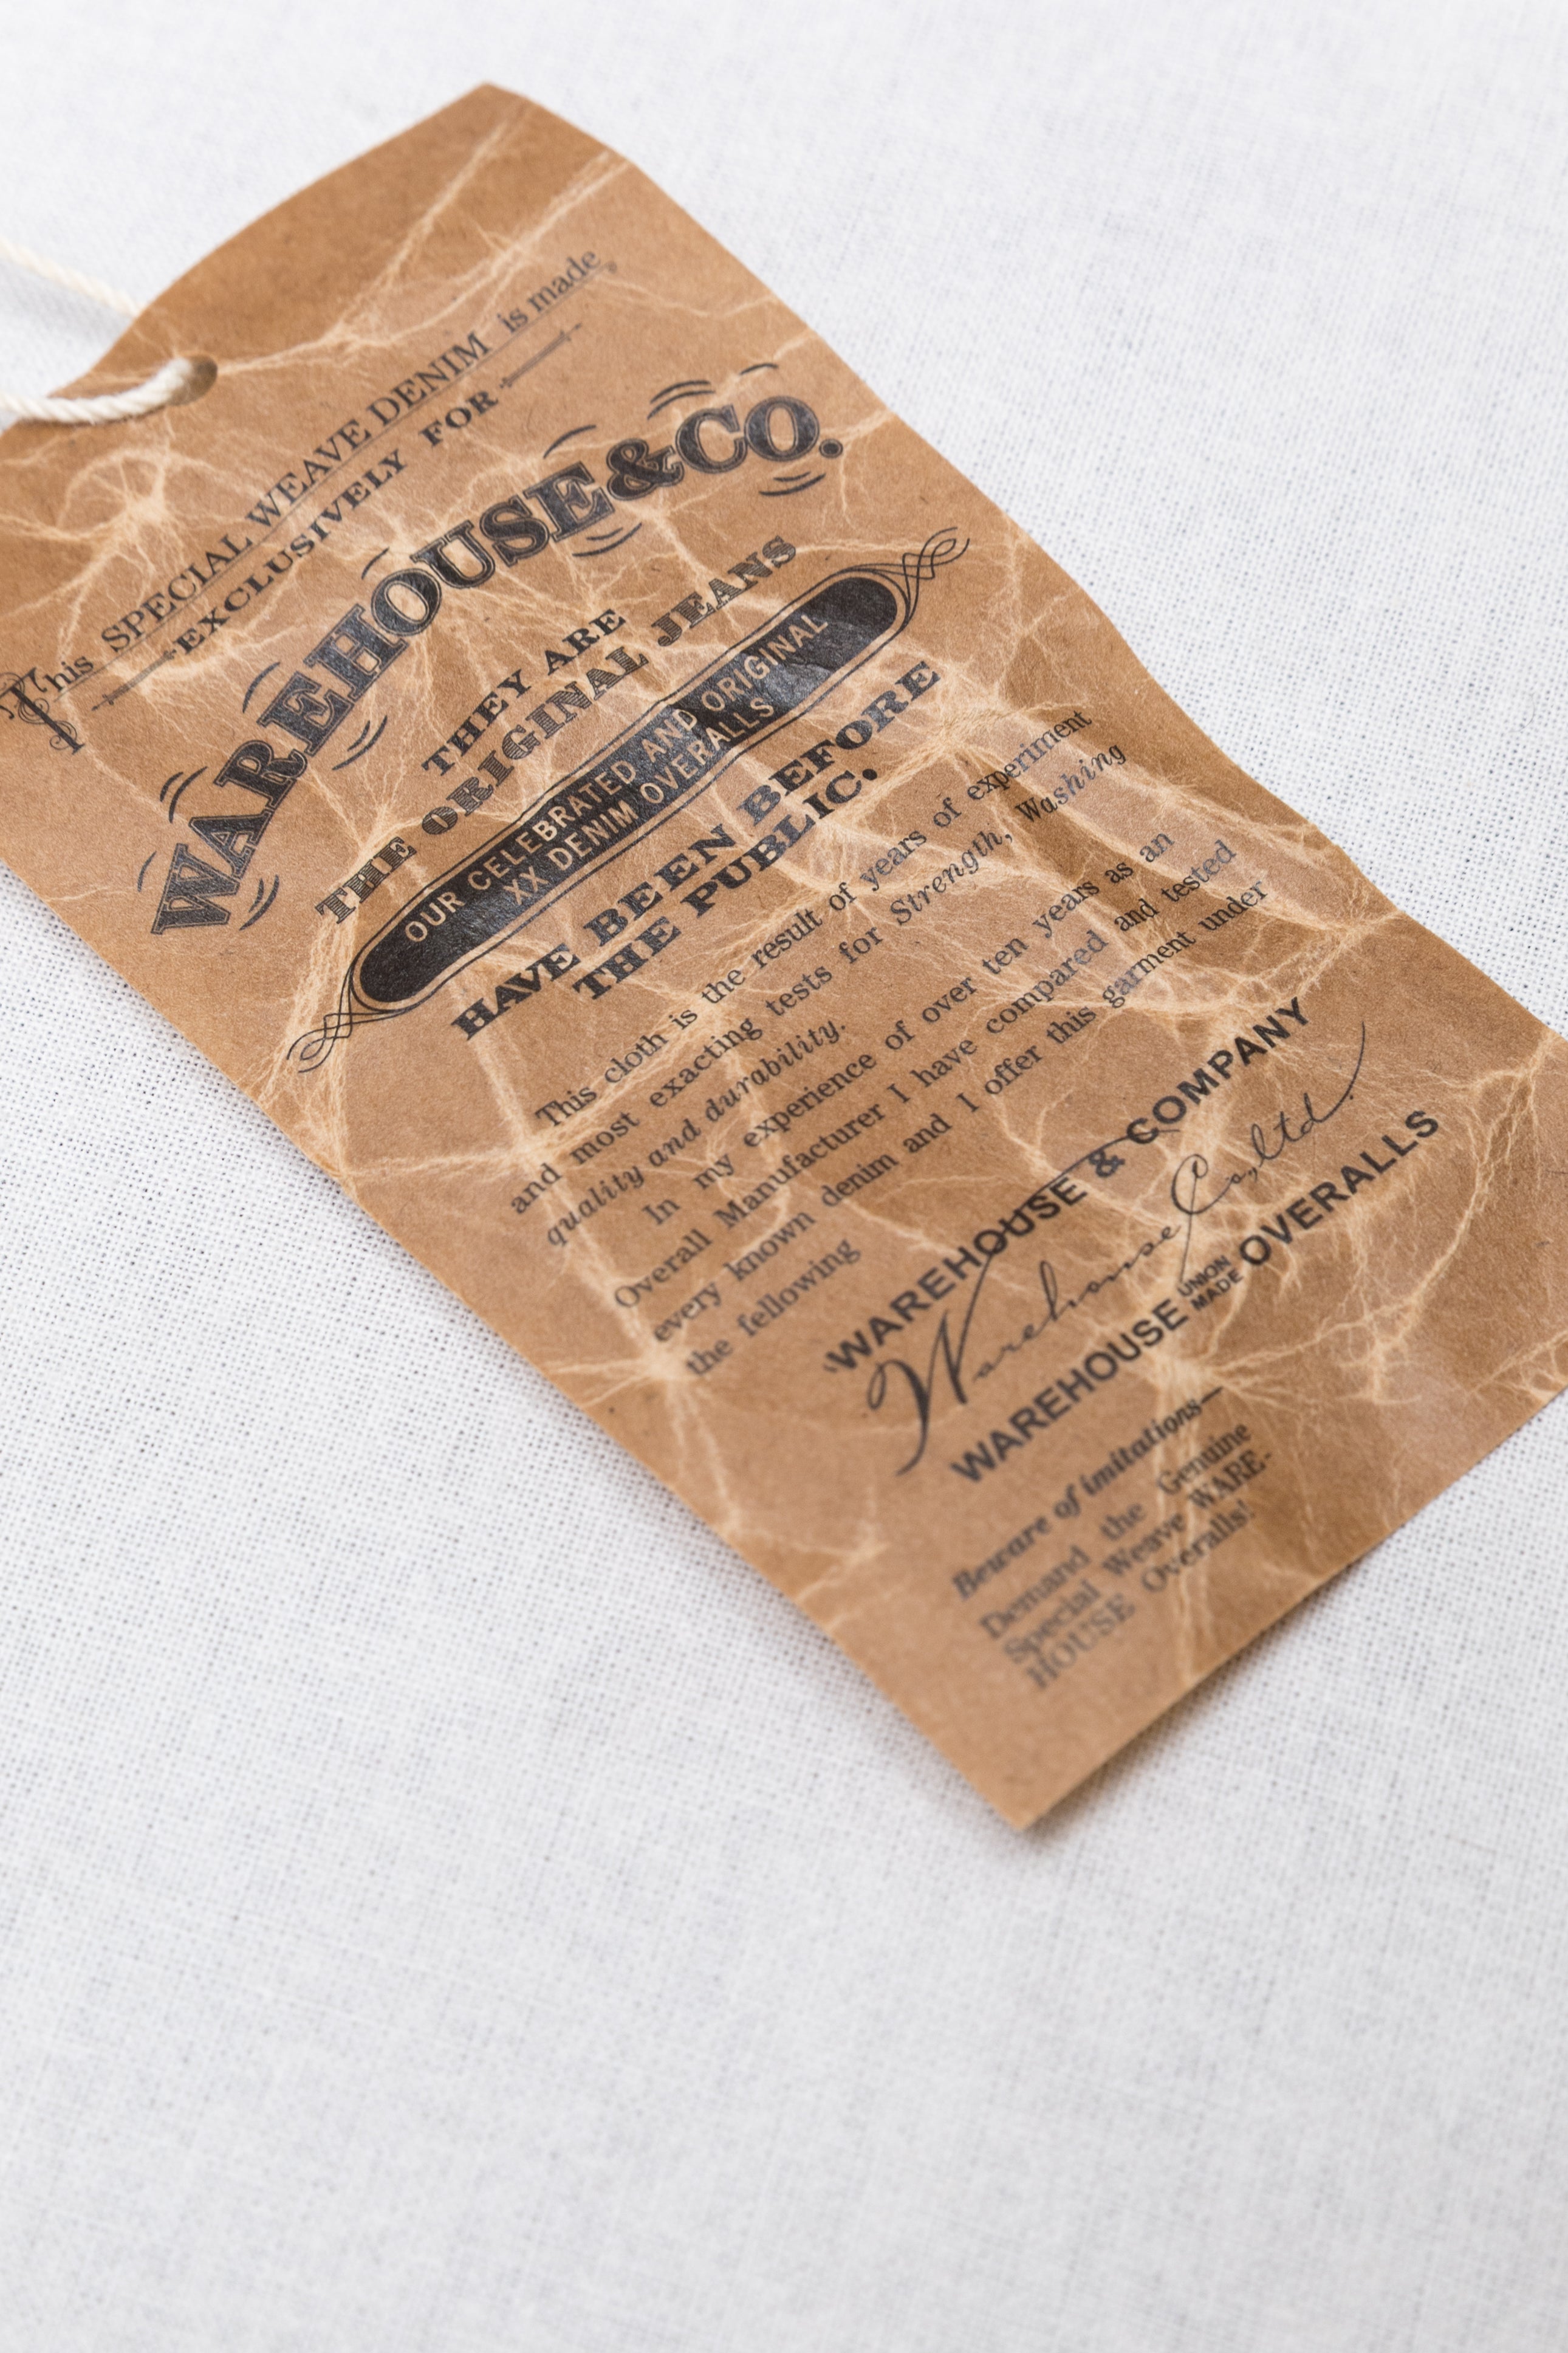 This SPECIAL WEAVE DENIM is made
EXCLUSIVELY FOR
WAREHOUSE & CO.
THEY ARE
THE ORIGINAL JEANS
OUR CELEBRATED AND ORIGINAL
XX DENIM OVERALLS
HAVE BEEN BEFORE
THE PUBLIC.
This cloth is the result of years of experiment
and most exacting tests for Strength, Washing
quality and durability.
In my experience of over ten years as an
Overall Manufacturer I have compared and tested
every known denim and I offer this garment under
the fellowing
WAREHOUSE & COMPANY
Warehouse Co., ltd.
WAREHOUSE UNION MADE OVERALLS
Beware of imitations—
Demand the Genuine
Special Weave WARE-
HOUSE Overalls!